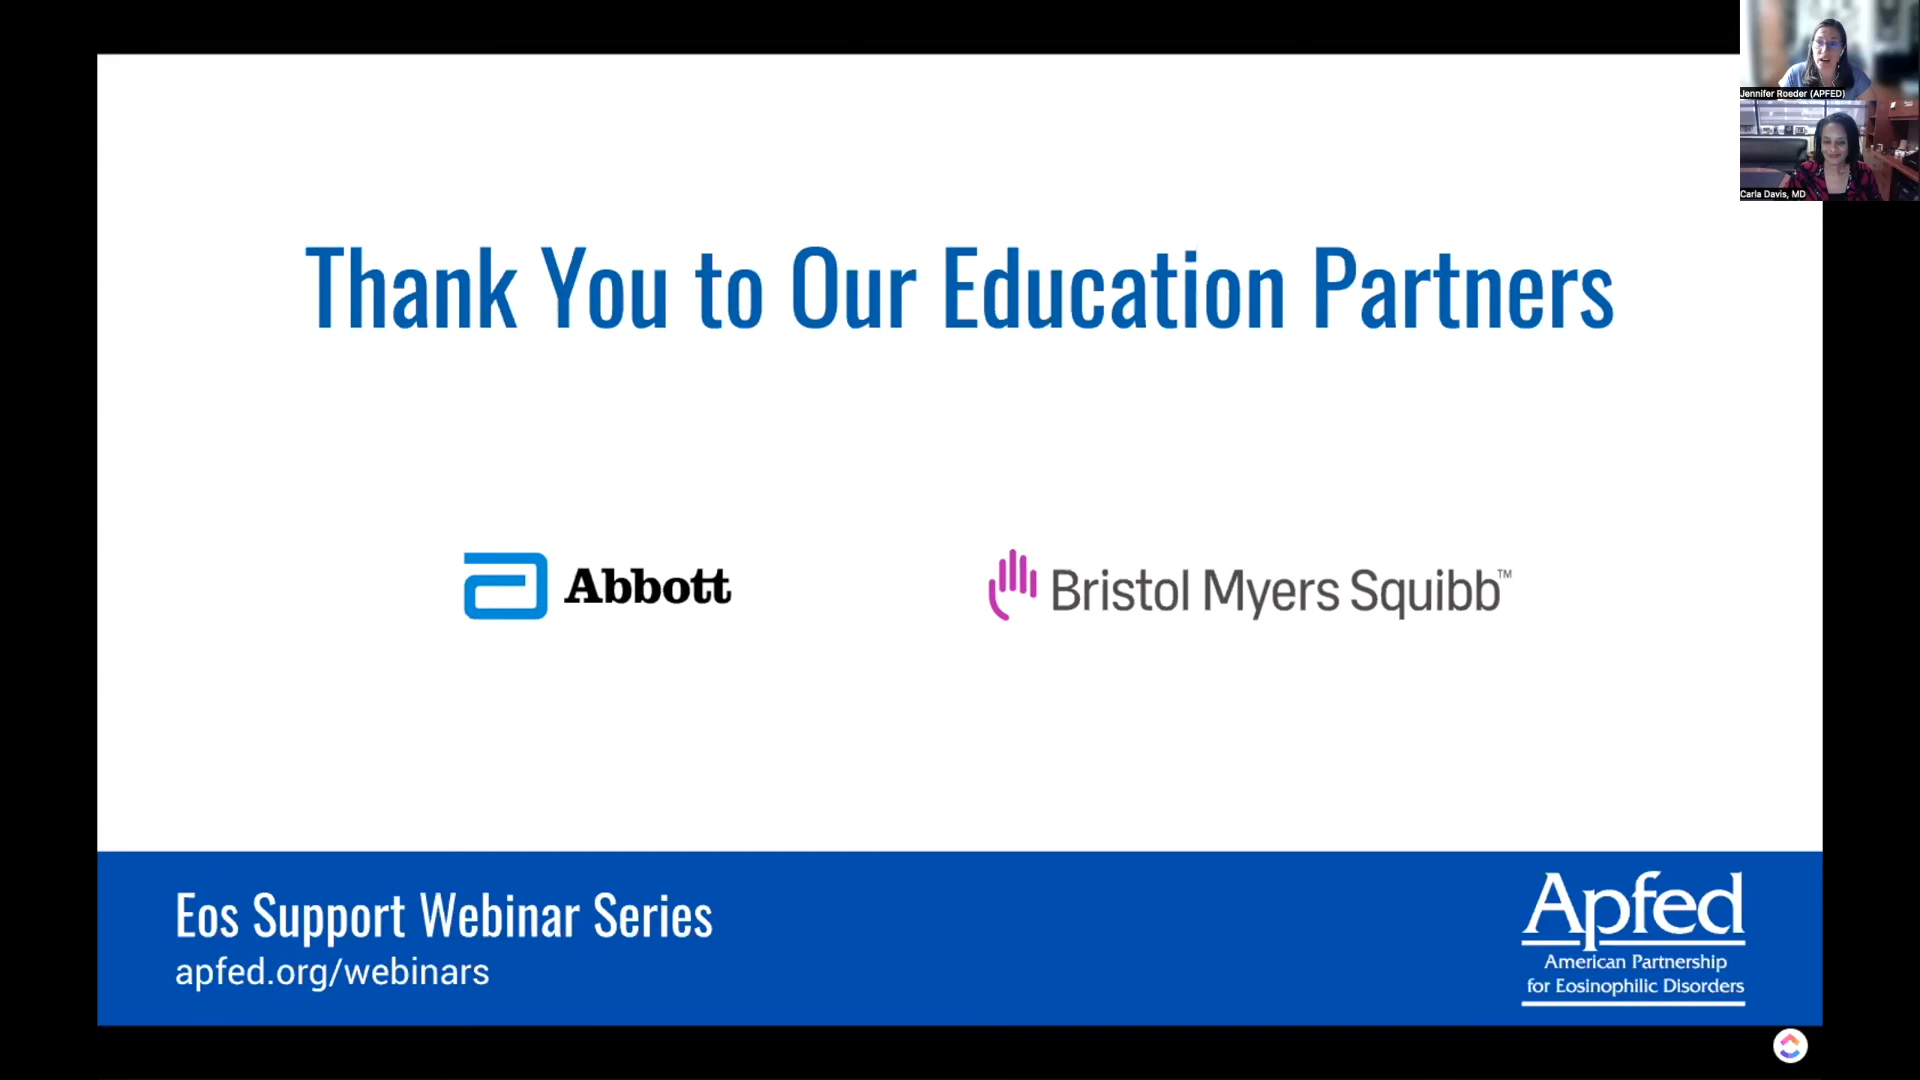 Jennifer Roeder (APFED)
Carla Davis, MD
Thank You to Our Education Partners
Abbott
Bristol Myers Squibb™
Eos Support Webinar Series
apfed.org/webinars
Apfed
American Partnership
for Eosinophilic Disorders